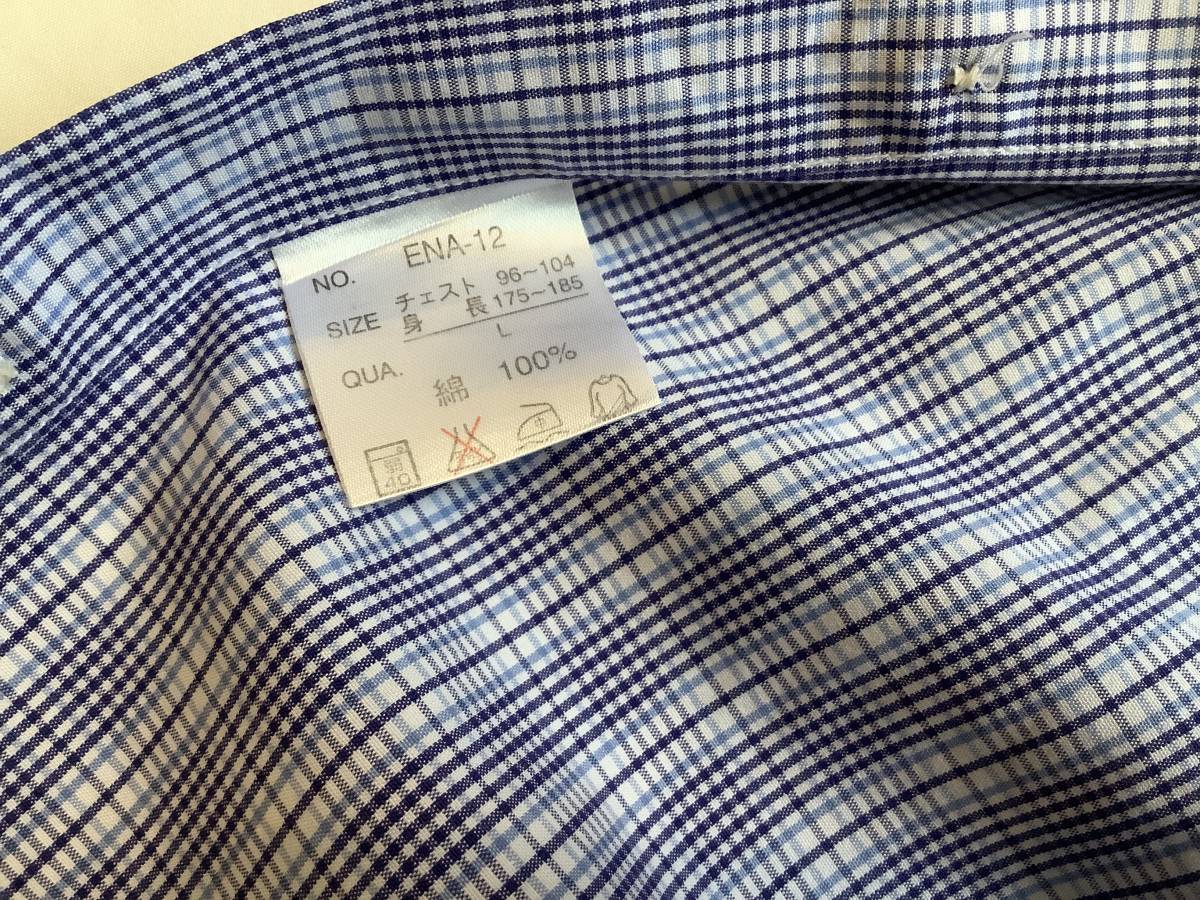 NO. ENA-12
SIZE チェスト 96~104
身 長 175~185
L
QUA. 綿 100%
弱 40 中